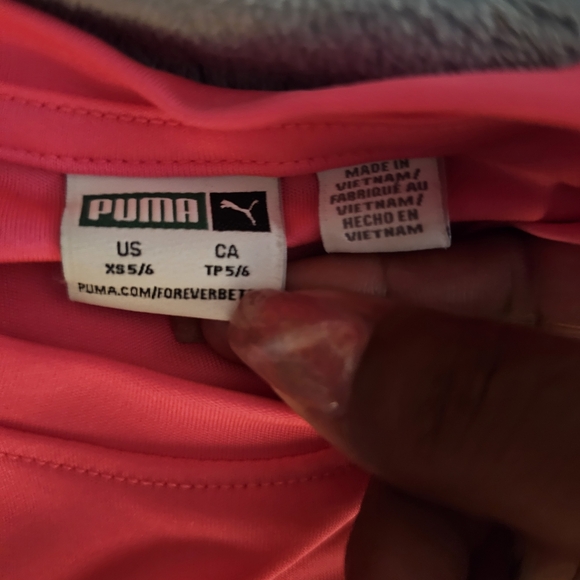 PUMA
US CA
XS 5/6 TP 5/6
PUMA.COM/FOREVERBET
MADE IN
VIETNAM/
FABRIQUÉ AU
VIETNAM/
HECHO EN
VIETNAM